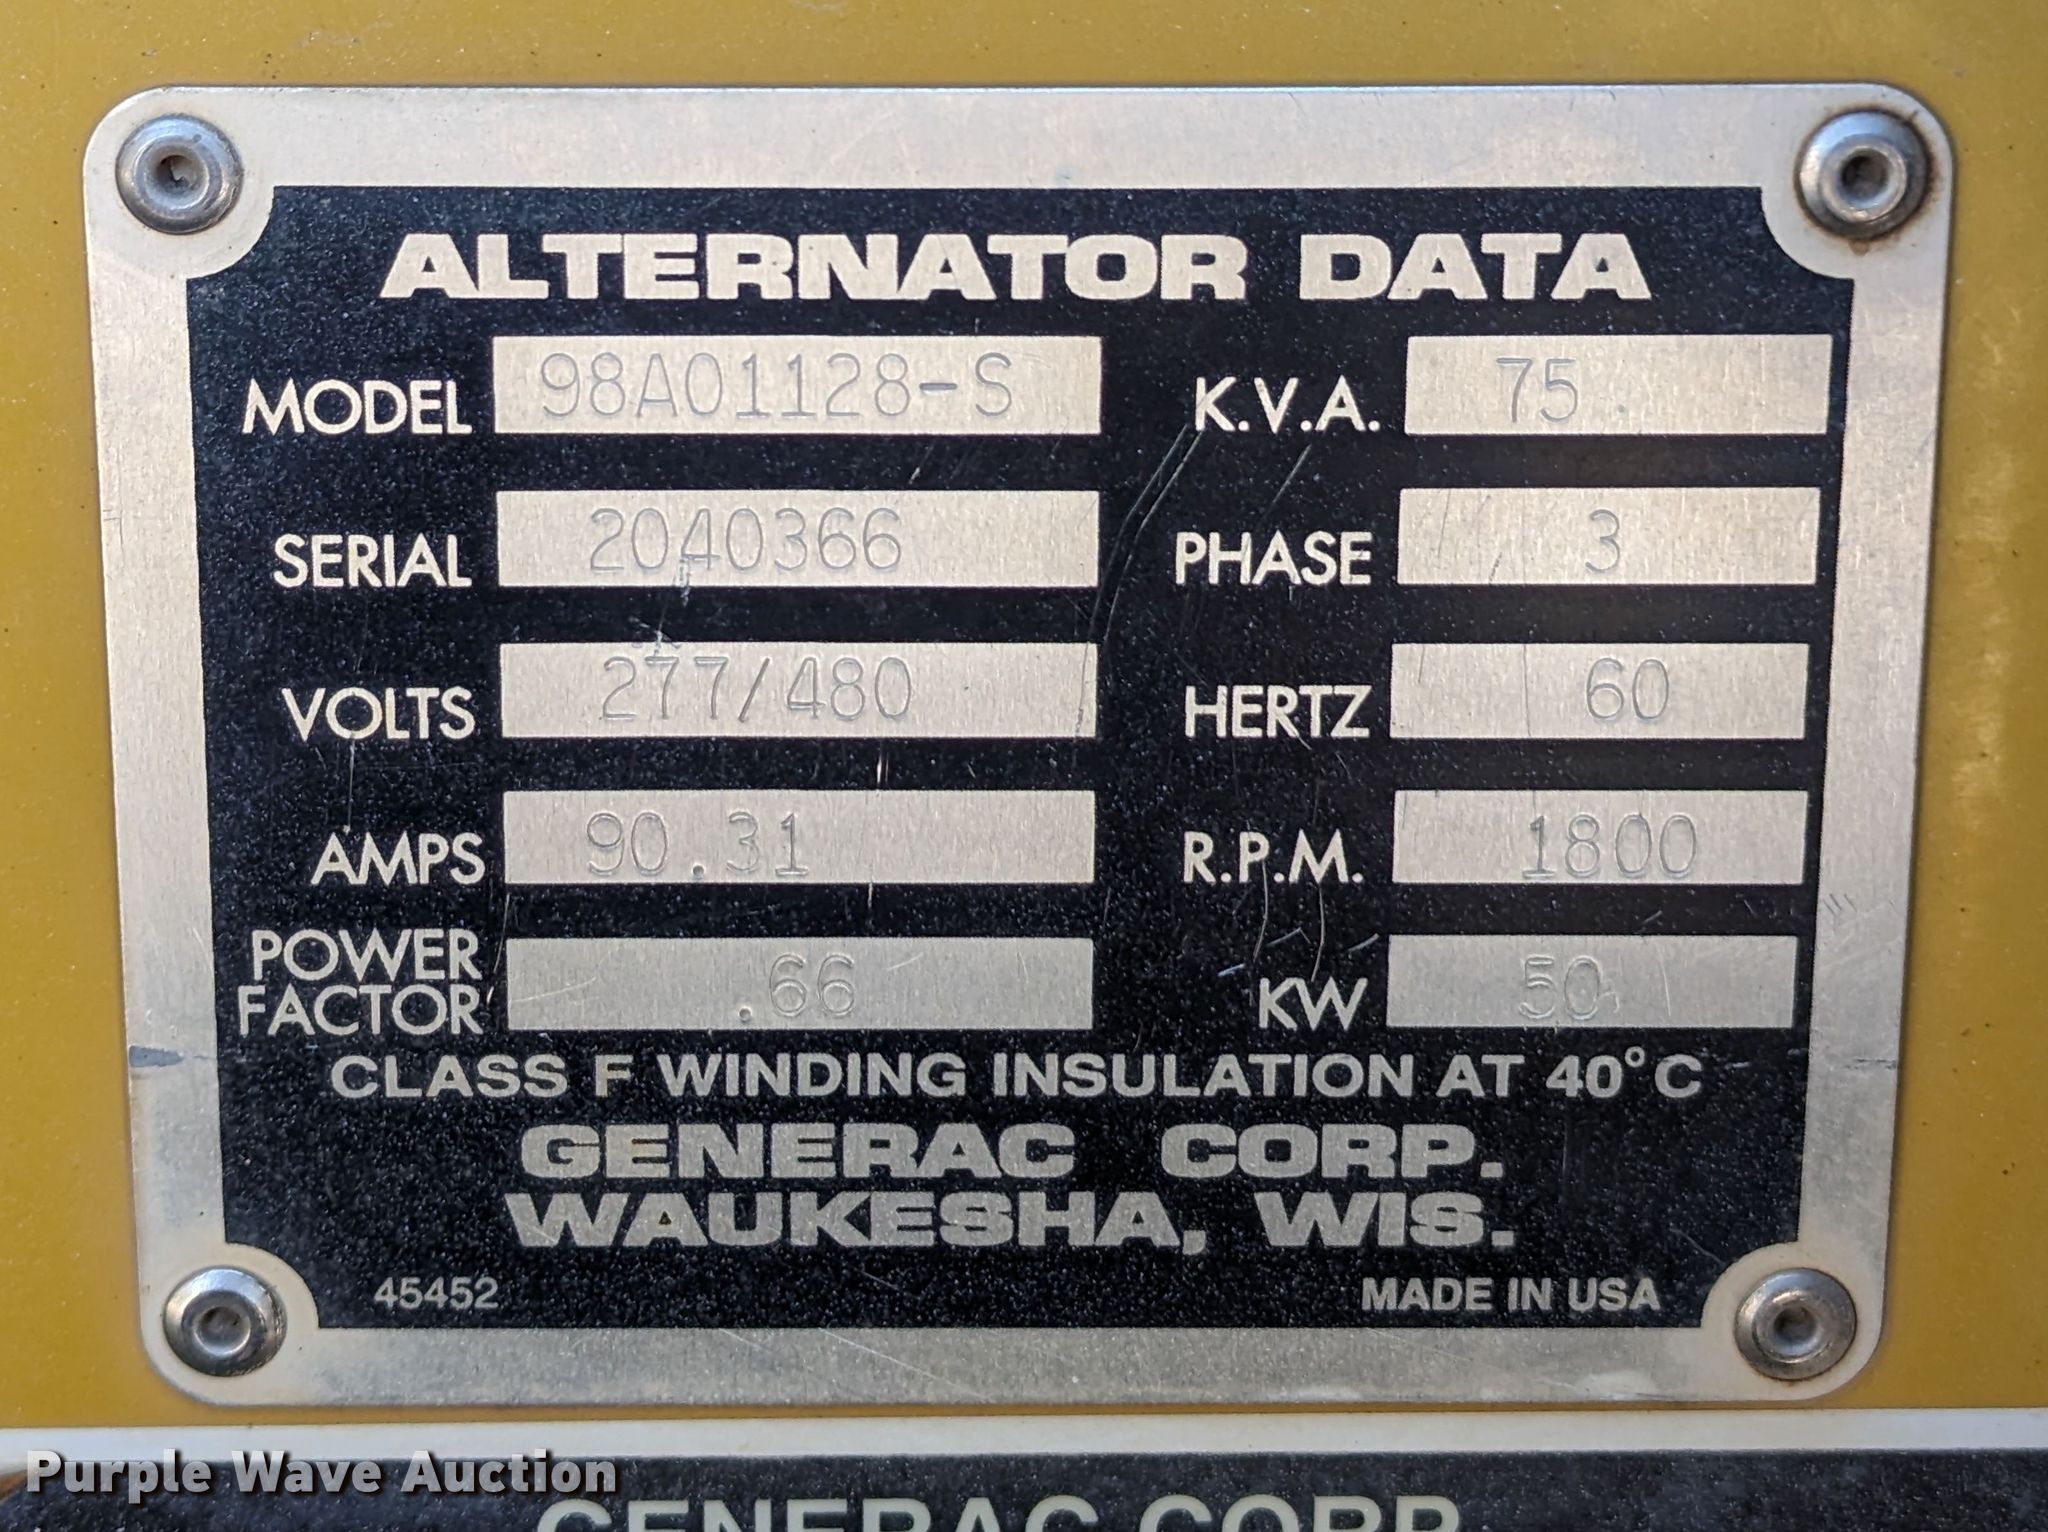 ALTERNATOR DATA
MODEL 98A01128-S K.V.A. 75.
SERIAL 2040366 PHASE 3
VOLTS 277/480 HERTZ 60
AMPS 90.31 R.P.M. 1800
POWER FACTOR .66 KW 50
CLASS F WINDING INSULATION AT 40°C
GENERAC CORP.
WAUKESHA, WIS.
45452 MADE IN USA
Purple Wave Auction
GENERAC CORP.